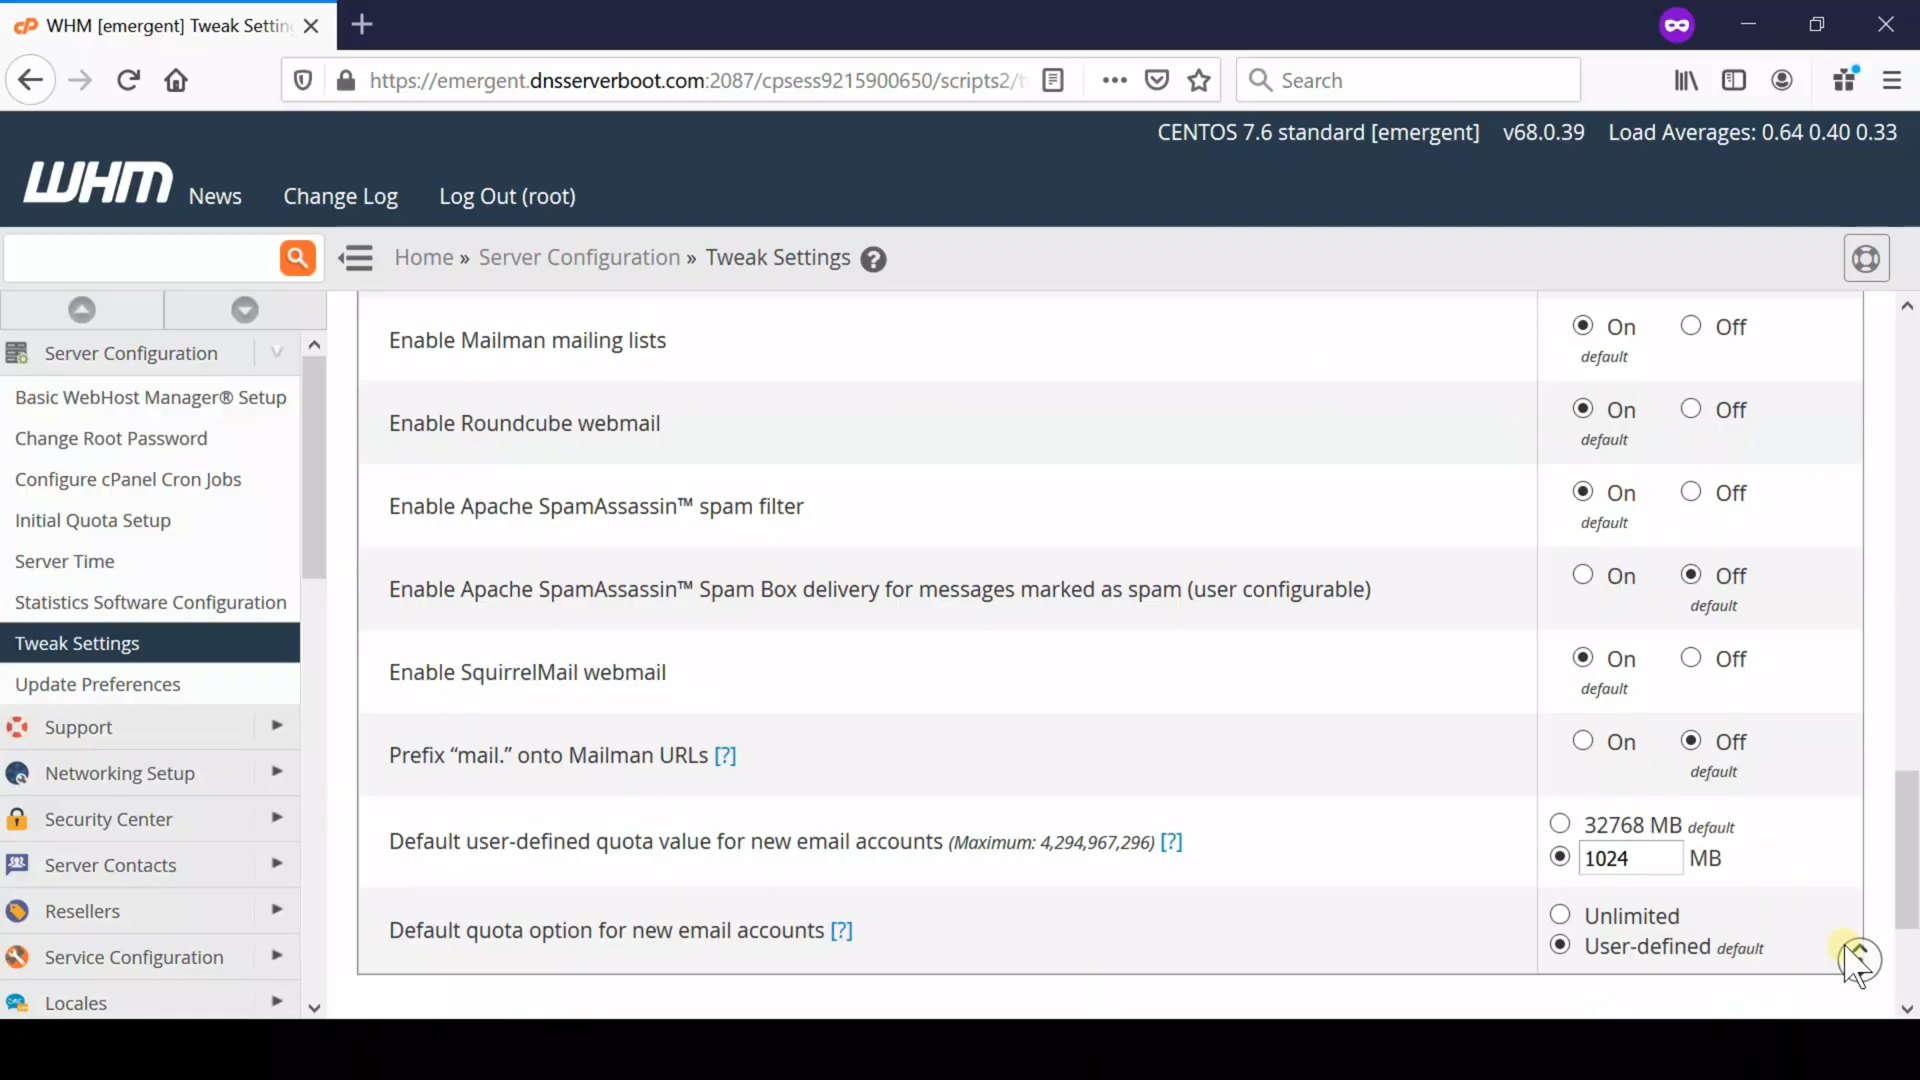 WHM [emergent] Tweak Settin
https://emergent.dnsserverboot.com:2087/cpsess9215900650/scripts2/t
Search
CENTOS 7.6 standard [emergent] v68.0.39 Load Averages: 0.64 0.40 0.33
WHM
News Change Log Log Out (root)
Home » Server Configuration » Tweak Settings
Server Configuration
Basic WebHost Manager® Setup
Change Root Password
Configure cPanel Cron Jobs
Initial Quota Setup
Server Time
Statistics Software Configuration
Tweak Settings
Update Preferences
Support
Networking Setup
Security Center
Server Contacts
Resellers
Service Configuration
Locales
Enable Mailman mailing lists
On Off
default
Enable Roundcube webmail
On Off
default
Enable Apache SpamAssassin™ spam filter
On Off
default
Enable Apache SpamAssassin™ Spam Box delivery for messages marked as spam (user configurable)
On Off
default
Enable SquirrelMail webmail
On Off
default
Prefix “mail.” onto Mailman URLs [?]
On Off
default
Default user-defined quota value for new email accounts (Maximum: 4,294,967,296) [?]
32768 MB default
1024 MB
Default quota option for new email accounts [?]
Unlimited
User-defined default